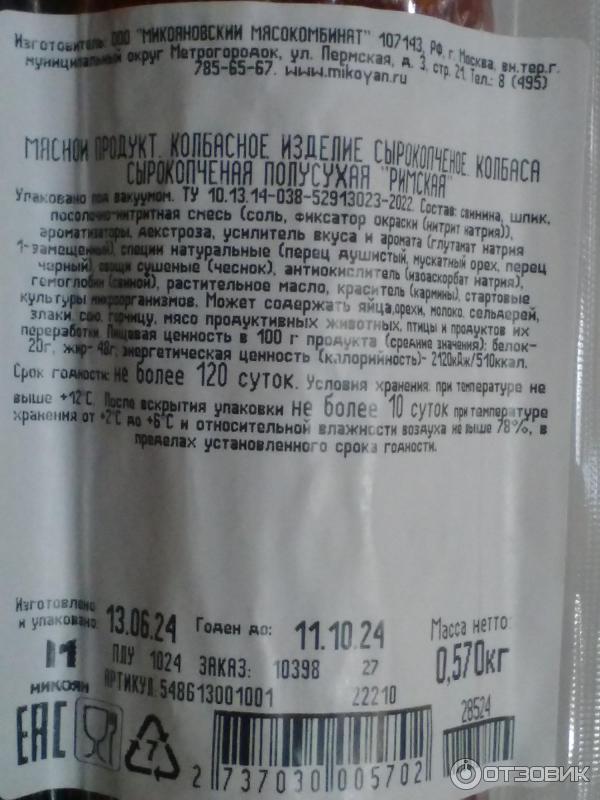 Изготовитель: ООО "МИКОЯНОВСКИЙ МЯСОКОМБИНАТ" 107143, РФ, г. Москва, вн.тер.г.
муниципальный округ Метрогородок, ул. Пермская, д. 3, стр. 21. Тел.: 8 (495)
785-65-67. www.mikoyan.ru
МЯСНОЙ ПРОДУКТ. КОЛБАСНОЕ ИЗДЕЛИЕ СЫРОКОПЧЕНОЕ. КОЛБАСА
СЫРОКОПЧЕНАЯ ПОЛУСУХАЯ "РИМСКАЯ"
Упаковано под вакуумом. ТУ 10.13.14-038-52913023-2022. Состав: свинина, шпик,
посолочно-нитритная смесь (соль, фиксатор окраски (нитрит натрия)),
ароматизаторы, декстроза, усилитель вкуса и аромата (глутамат натрия
1-замещенный), специи натуральные (перец душистый, мускатный орех, перец
черный), овощи сушеные (чеснок), антиокислитель (изоаскорбат натрия),
гемоглобин (свиной), растительное масло, краситель (кармины), стартовые
культуры микроорганизмов. Может содержать яйца,орехи, молоко, сельдерей,
злаки, сою, горчицу, мясо продуктивных животных, птицы и продуктов их
переработки. Пищевая ценность в 100 г продукта (средние значения): белок-
20г, жир- 48г; энергетическая ценность (калорийность)- 2120кДж/510ккал.
Срок годности: не более 120 суток. Условия хранения: при температуре не
выше +12°С. После вскрытия упаковки не более 10 суток при температуре
хранения от +2°С до +6°С и относительной влажности воздуха не выше 78%, в
пределах установленного срока годности.
Изготовлено
и упаковано: 13.06.24 Годен до: 11.10.24 Масса нетто:
0,570кг
ПЛУ 1024 ЗАКАЗ: 10398 27
МИКОЯН
АРТИКУЛ: 548613001001 22210
28524
EAC
7
2 737030 005702
ОТЗОВИК